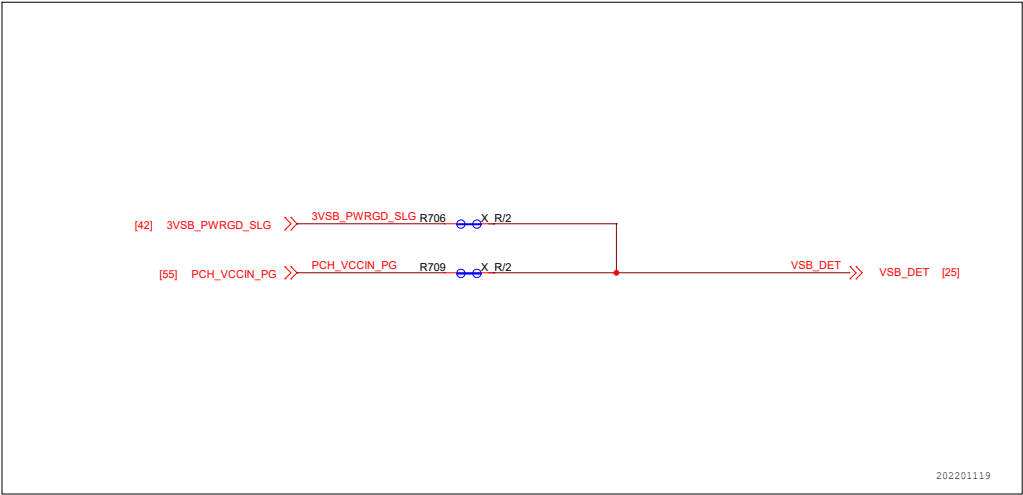 3VSB_PWRGD_SLG R706 X R/2
[42] 3VSB_PWRGD_SLG
PCH_VCCIN_PG R709 X R/2 VSB_DET
[55] PCH_VCCIN_PG VSB_DET [25]
202201119